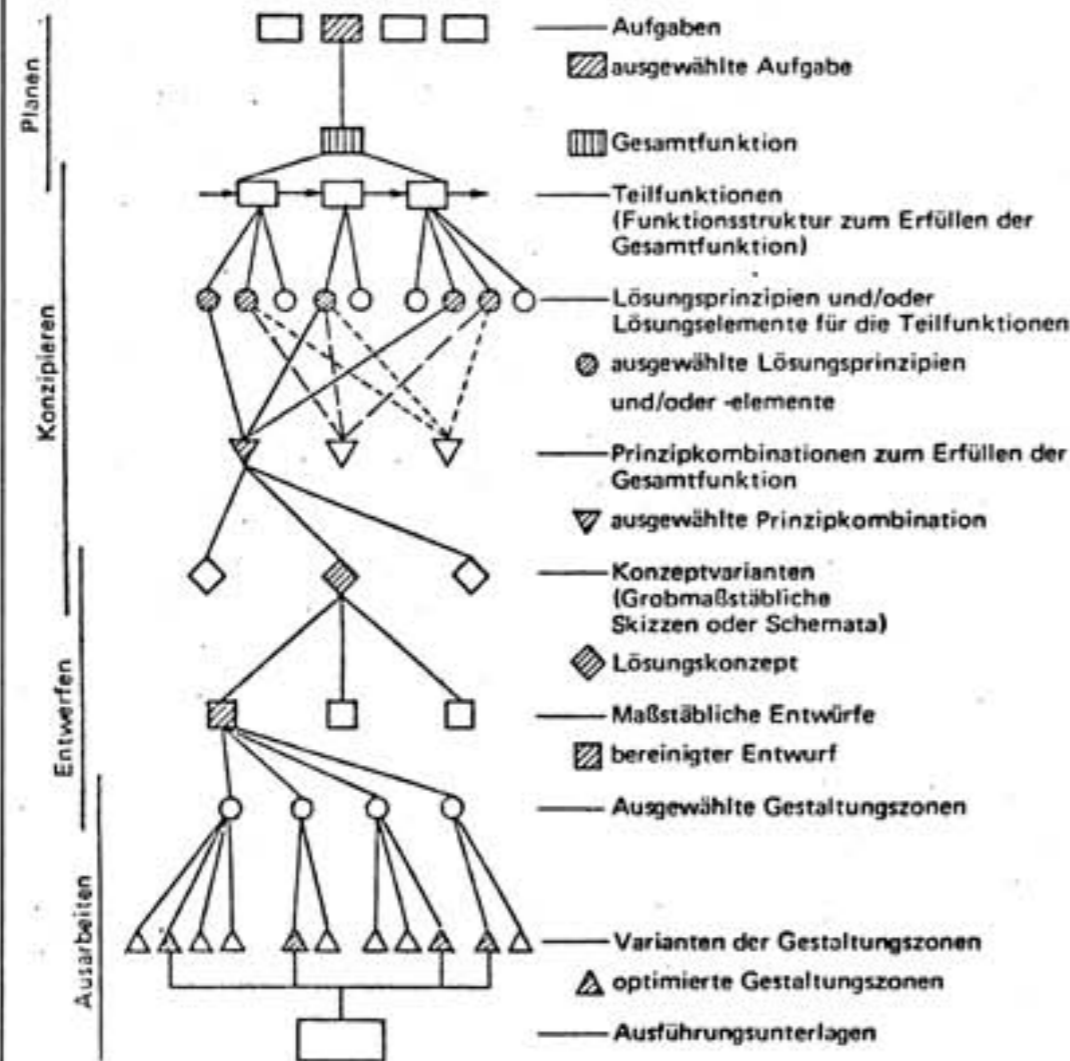 Planen
Konzipieren
Entwerfen
Ausarbeiten
Aufgaben
ausgewählte Aufgabe
Gesamtfunktion
Teilfunktionen
(Funktionsstruktur zum Erfüllen der
Gesamtfunktion)
Lösungsprinzipien und/oder
Lösungselemente für die Teilfunktionen
ausgewählte Lösungsprinzipien
und/oder -elemente
Prinzipkombinationen zum Erfüllen der
Gesamtfunktion
ausgewählte Prinzipkombination
Konzeptvarianten
(Grobmaßstäbliche
Skizzen oder Schemata)
Lösungskonzept
Maßstäbliche Entwürfe
bereinigter Entwurf
Ausgewählte Gestaltungszonen
Varianten der Gestaltungszonen
optimierte Gestaltungszonen
Ausführungsunterlagen